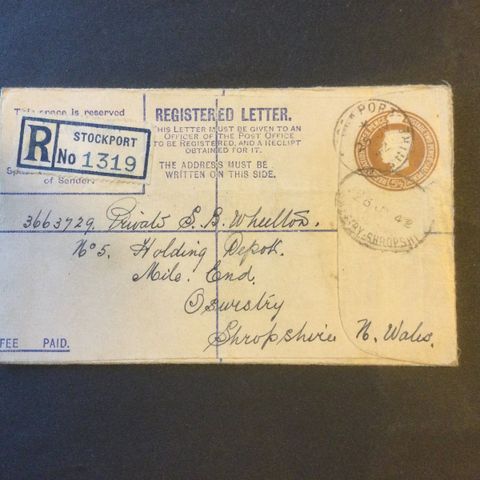 This space is reserved
R
STOCKPORT
No 1319
of Sender.
REGISTERED LETTER.
THIS LETTER MUST BE GIVEN TO AN
OFFICER OF THE POST OFFICE
TO BE REGISTERED, AND A RECEIPT
OBTAINED FOR IT.
THE ADDRESS MUST BE
WRITTEN ON THIS SIDE.
3663729. Private S. B. Wheelton.
No 5. Holding Depot.
Mile. End.
Oswestry
Shropshire N. Wales.
FEE PAID.